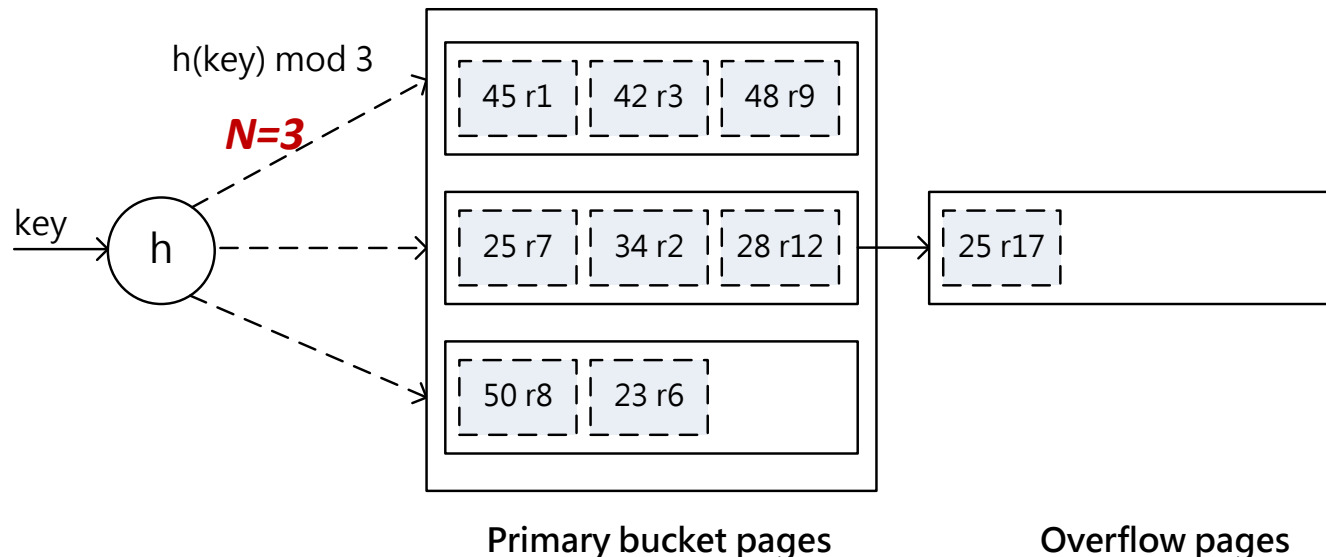 h(key) mod 3
N=3
key
h
45 r1
42 r3
48 r9
25 r7
34 r2
28 r12
25 r17
50 r8
23 r6
Primary bucket pages
Overflow pages